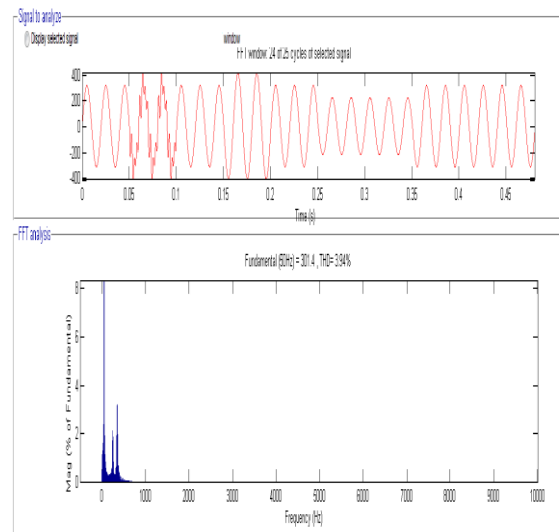 Signal to analyze
Display selected signal
window
FFT window: 24 of 25 cycles of selected signal
400
200
0
-200
-400
0 0.05 0.1 0.15 0.2 0.25 0.3 0.35 0.4 0.45
Time (s)
FFT analysis
Fundamental (50Hz) = 301.4 , THD= 3.94%
8
6
4
2
0
Mag (% of Fundamental)
0 1000 2000 3000 4000 5000 6000 7000 8000 9000 10000
Frequency (Hz)